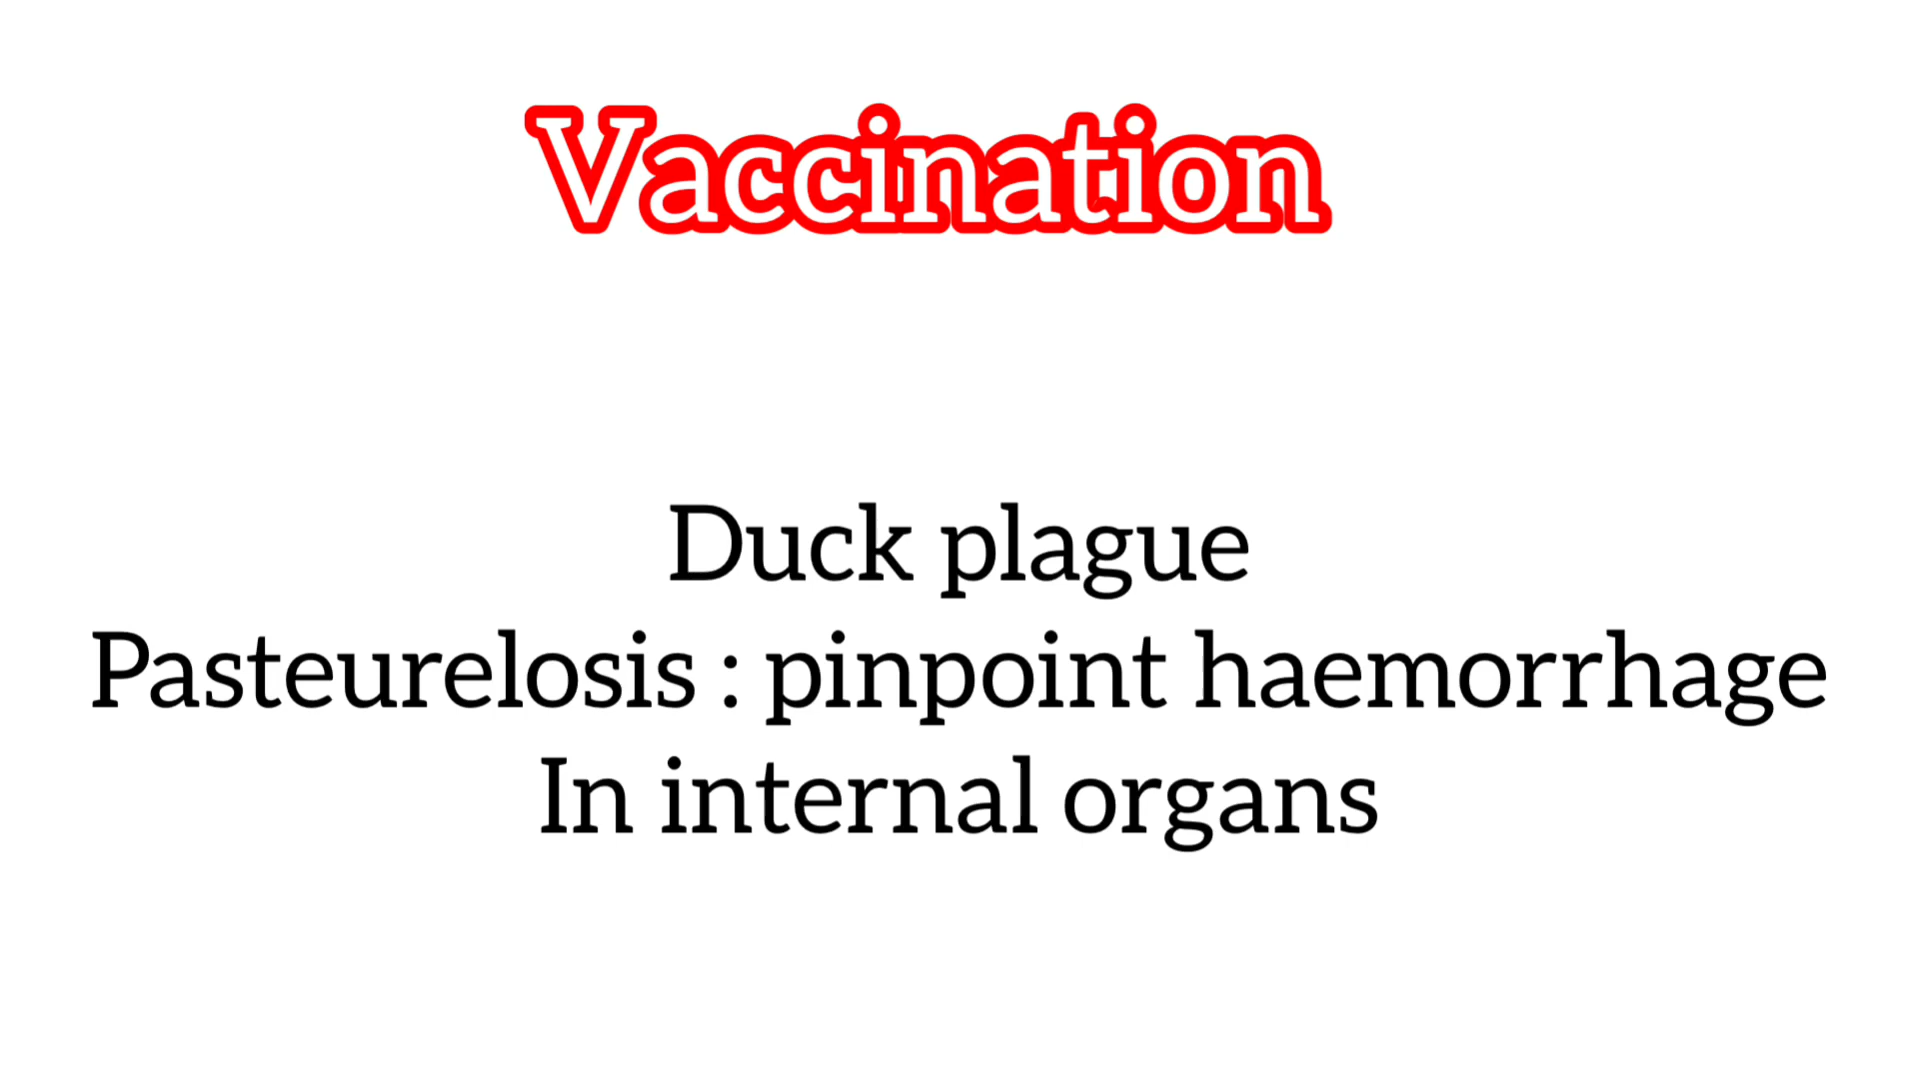 Vaccination
Duck plague
Pasteurelosis : pinpoint haemorrhage
In internal organs